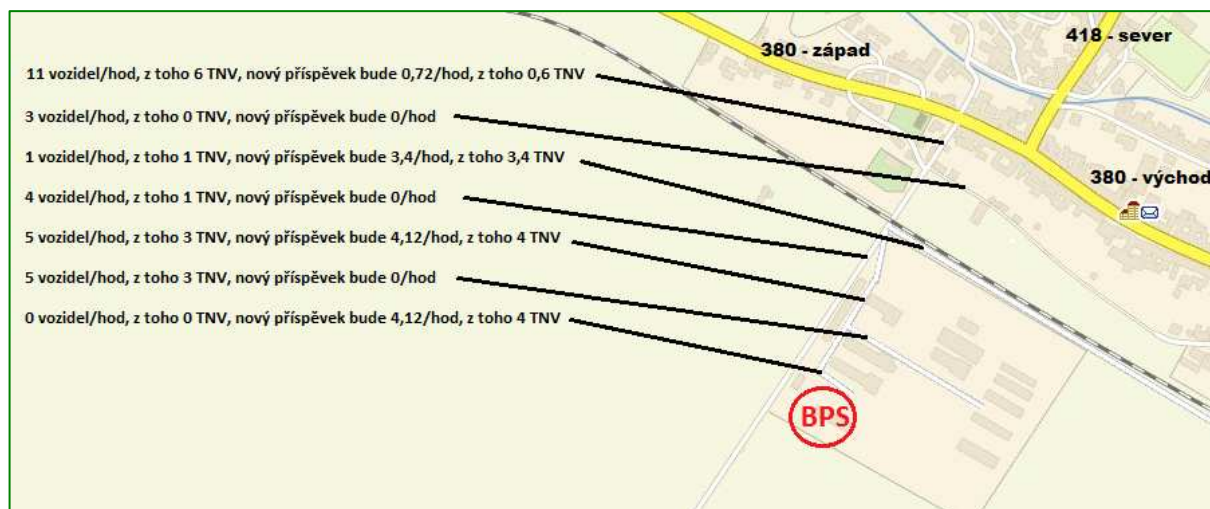 380 - západ
418 - sever
11 vozidel/hod, z toho 6 TNV, nový příspěvek bude 0,72/hod, z toho 0,6 TNV
3 vozidel/hod, z toho 0 TNV, nový příspěvek bude 0/hod
1 vozidel/hod, z toho 1 TNV, nový příspěvek bude 3,4/hod, z toho 3,4 TNV
380 - východ
4 vozidel/hod, z toho 1 TNV, nový příspěvek bude 0/hod
5 vozidel/hod, z toho 3 TNV, nový příspěvek bude 4,12/hod, z toho 4 TNV
5 vozidel/hod, z toho 3 TNV, nový příspěvek bude 0/hod
0 vozidel/hod, z toho 0 TNV, nový příspěvek bude 4,12/hod, z toho 4 TNV
BPS